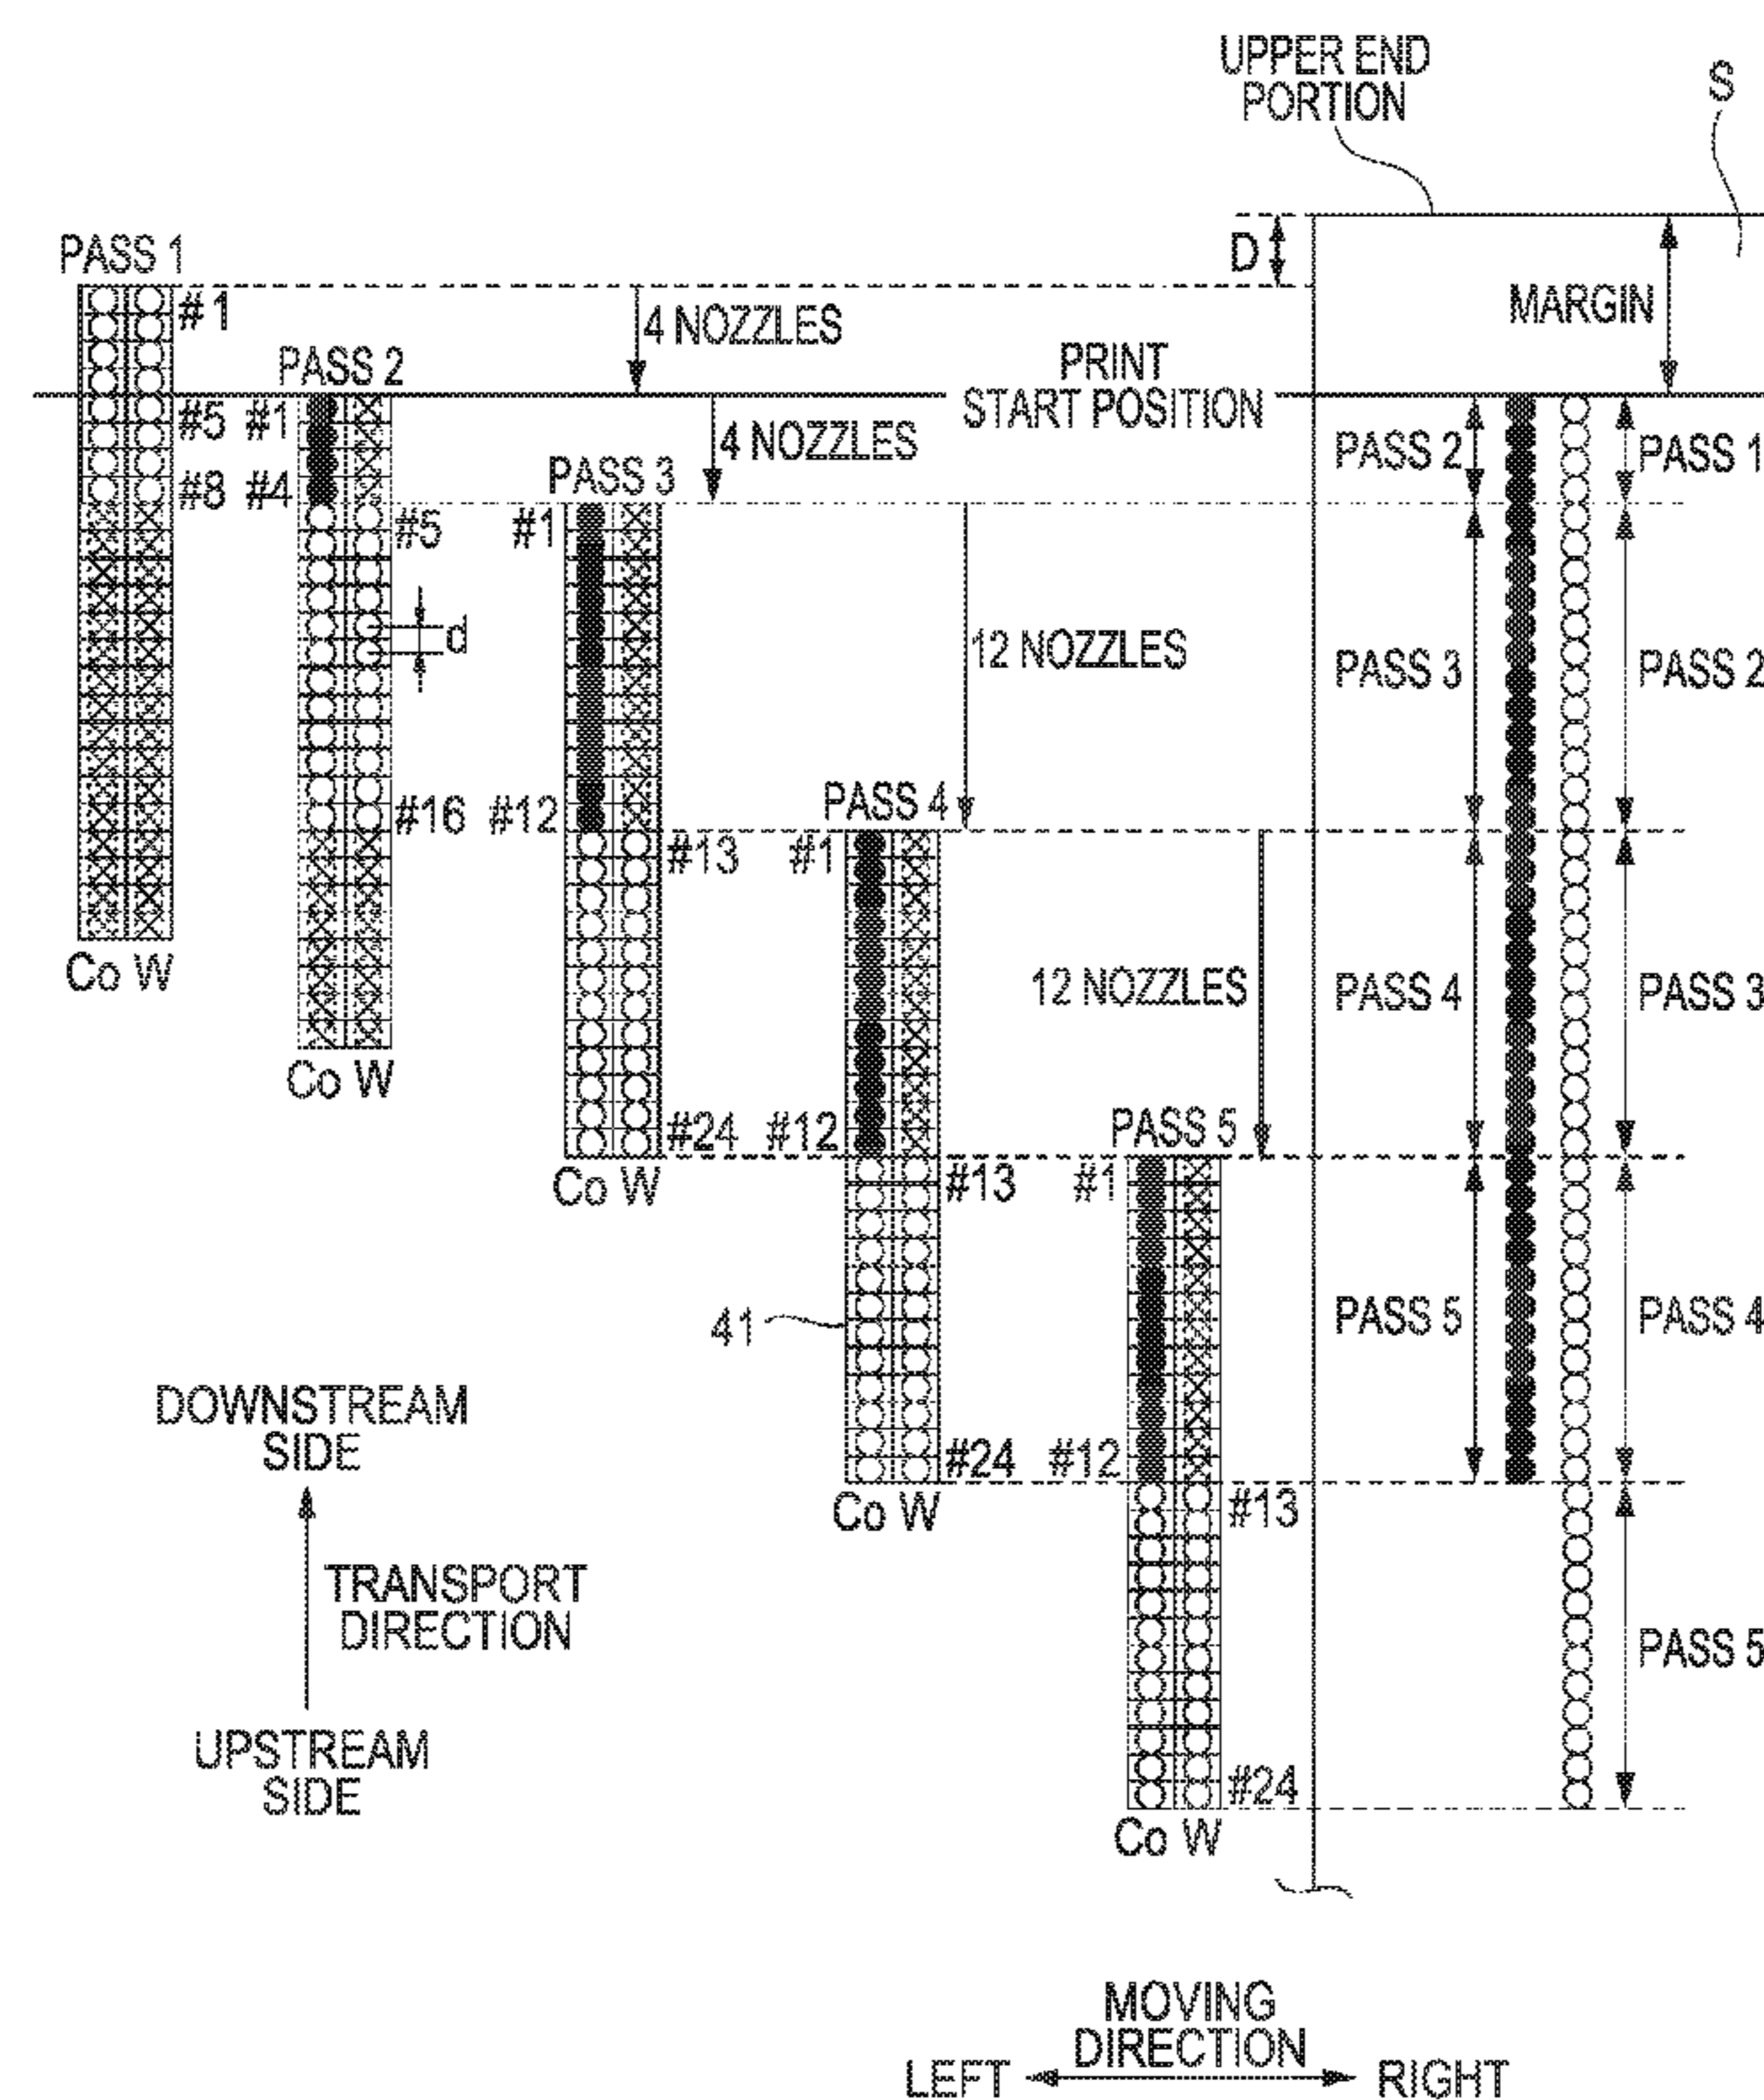 UPPER END
PORTION
S
D
MARGIN
PASS 1
#1
4 NOZZLES
PRINT
START POSITION
PASS 2
#5 #1
#8 #4
4 NOZZLES
PASS 2
PASS 1
PASS 3
#5
#1
d
12 NOZZLES
PASS 3
PASS 2
#16
#12
PASS 4
#13
#1
Co W
Co W
12 NOZZLES
PASS 4
PASS 3
#24
#12
PASS 5
Co W
#13
#1
41
PASS 5
PASS 4
#24
#12
Co W
#13
DOWNSTREAM
SIDE
TRANSPORT
DIRECTION
UPSTREAM
SIDE
PASS 5
#24
Co W
MOVING
DIRECTION
LEFT
RIGHT